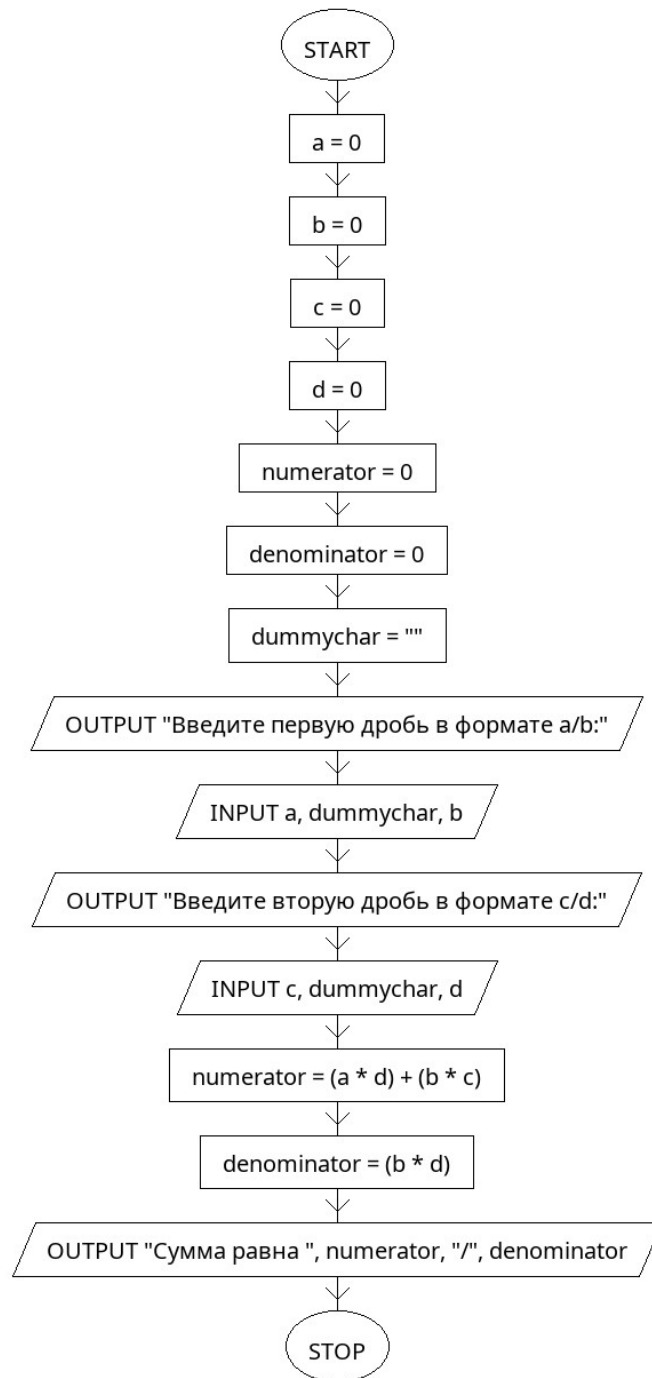 START
a = 0
b = 0
c = 0
d = 0
numerator = 0
denominator = 0
dummychar = ""
OUTPUT "Введите первую дробь в формате a/b:"
INPUT a, dummychar, b
OUTPUT "Введите вторую дробь в формате c/d:"
INPUT c, dummychar, d
numerator = (a * d) + (b * c)
denominator = (b * d)
OUTPUT "Сумма равна ", numerator, "/", denominator
STOP